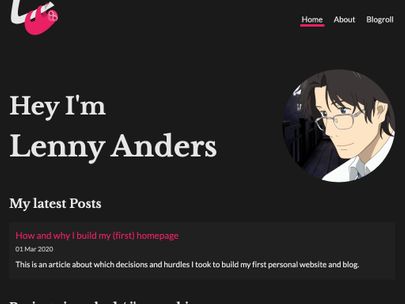 Home About Blogroll
Hey I'm
Lenny Anders
My latest Posts
How and why I build my (first) homepage
01 Mar 2020
This is an article about which decisions and hurdles I took to build my first personal website and blog.